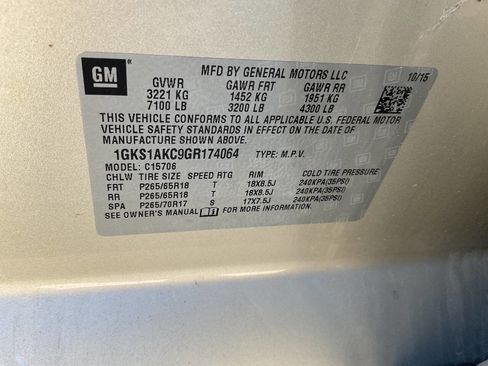 GM
MFD BY GENERAL MOTORS LLC 10/15
GVWR GAWR FRT GAWR RR
3221 KG 1452 KG 1951 KG
7100 LB 3200 LB 4300 LB
THIS VEHICLE CONFORMS TO ALL APPLICABLE U.S. FEDERAL MOTOR
VEHICLE SAFETY STANDARDS IN EFFECT ON THE DATE OF
MANUFACTURE SHOWN ABOVE.
1GKS1AKC9GR174064 TYPE: M.P.V.
MODEL: C15706
CHLW TIRE SIZE SPEED RTG RIM COLD TIRE PRESSURE
FRT P265/65R18 T 18X8.5J 240KPA(35PSI)
RR P265/65R18 T 18X8.5J 240KPA(35PSI)
SPA P265/70R17 S 17X7.5J 240KPA(35PSI)
SEE OWNER'S MANUAL